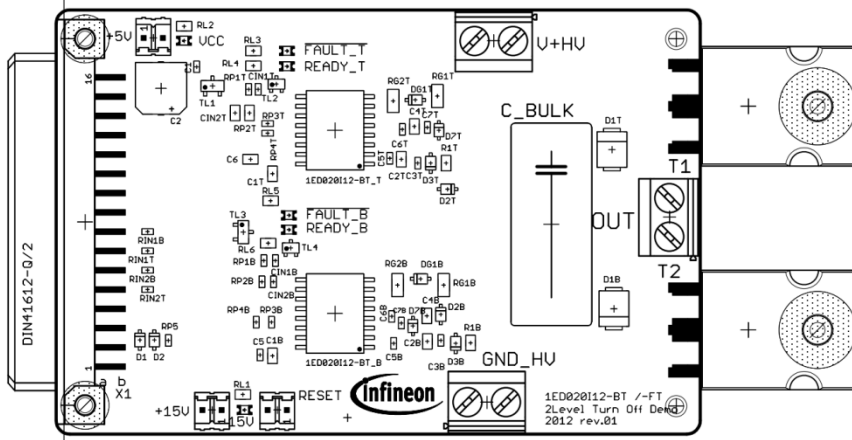 +5V
RL2
VCC
RL3
FAULT_T
RL4
READY_T
V+HV
C1
RP1T
CIN1T
TL1
TL2
RG2T
RG1T
DG1T
16
C2
CIN2T
RP2T
RP3T
RP4T
C4T
C7T
D7T
C_BULK
D1T
C6
C1T
1ED020I12-BT_T
C5T
C6T
C2T
C3T
R1T
D3T
D2T
T1
RL5
TL3
FAULT_B
READY_B
OUT
RIN1B
RIN1T
RIN2B
RIN2T
RL6
TL4
RP1B
CIN1B
RP2B
CIN2B
T2
RG2B
DG1B
RG1B
D1B
DIN41612-Q/2
RP4B
RP3B
C6B
C7B
D7B
C4B
D2B
D1
D2
RP5
C5
C1B
1ED020I12-BT_B
C5B
C2B
C3B
R1B
D3B
GND_HV
1
a b
X1
+15V
RL1
15V
RESET
infineon
1ED020I12-BT /-FT
2Level Turn Off Demo
2012 rev.01